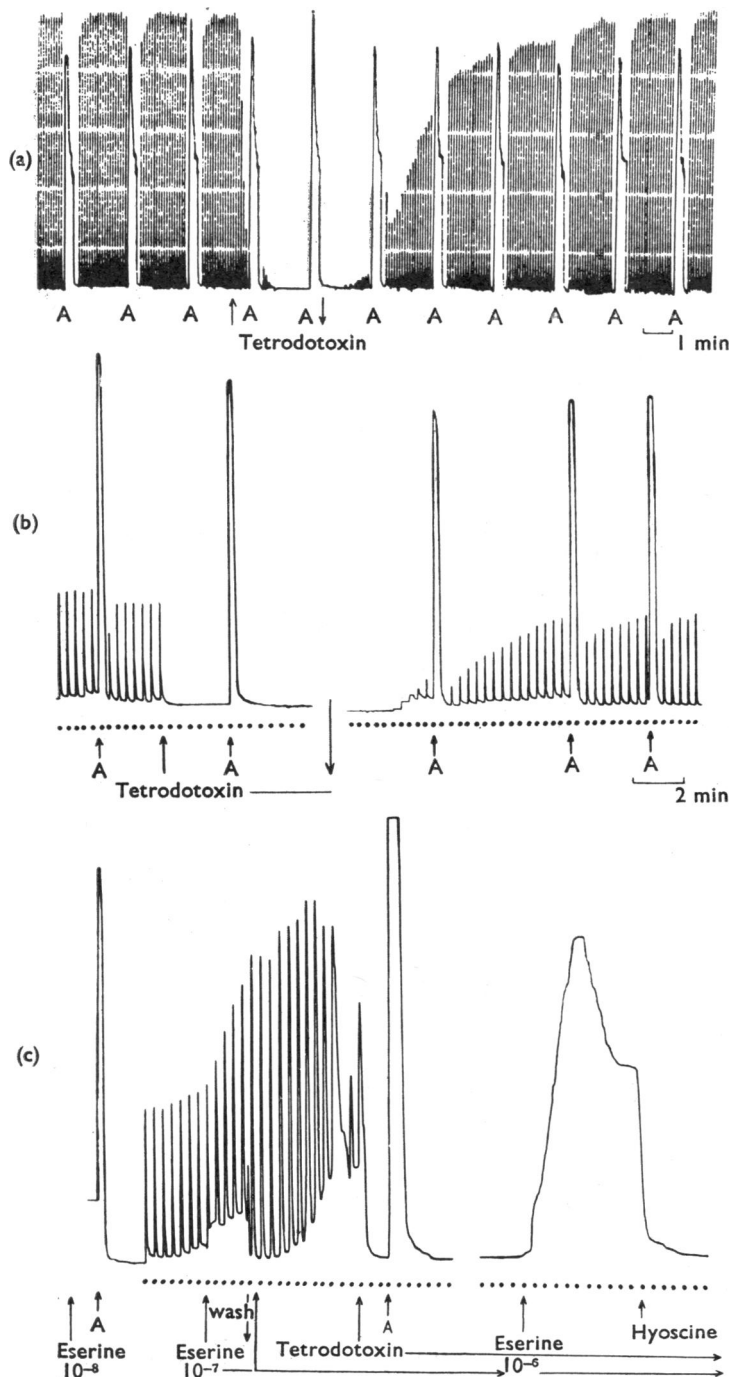 (a)
A A A A A A A A A A A
Tetrodotoxin
1 min
(b)
A A A A A
Tetrodotoxin
2 min
(c)
wash
A A
Tetrodotoxin
Eserine Eserine Eserine Hyoscine
10⁻⁸ 10⁻⁷ 10⁻⁶